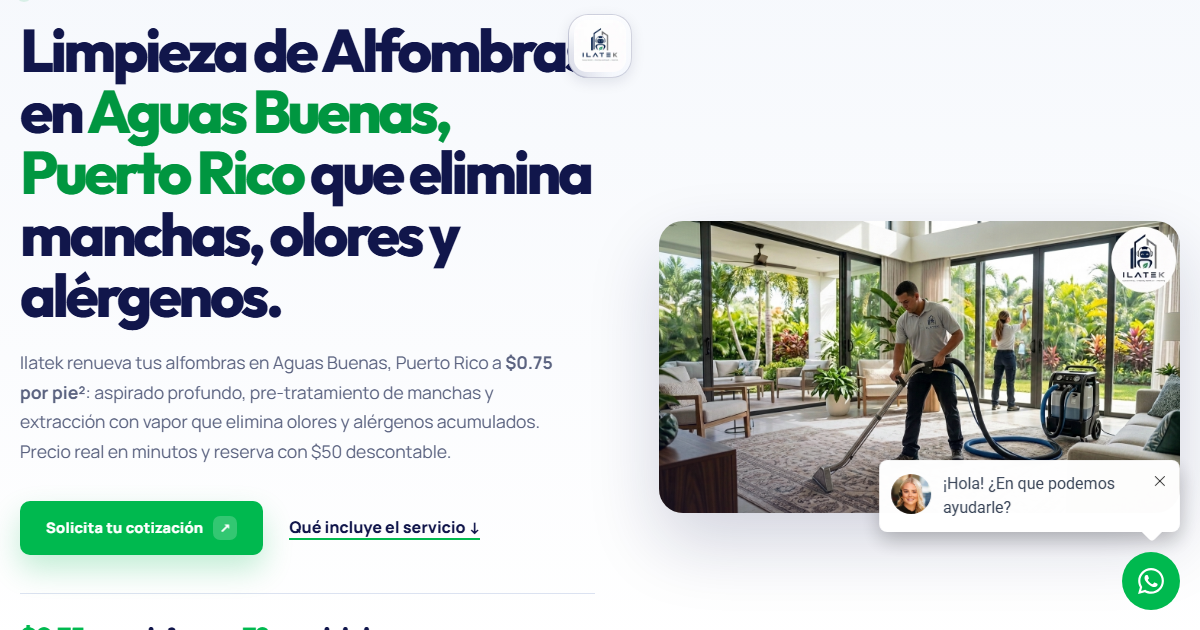 Limpieza de Alfombras
en Aguas Buenas,
Puerto Rico que elimina
manchas, olores y
alérgenos.
ILATEK
Ilatek renueva tus alfombras en Aguas Buenas, Puerto Rico a $0.75
por pie²: aspirado profundo, pre-tratamiento de manchas y
extracción con vapor que elimina olores y alérgenos acumulados.
Precio real en minutos y reserva con $50 descontable.
Solicita tu cotización ↗
Qué incluye el servicio ↓
ILATEK
¡Hola! ¿En que podemos
ayudarle?